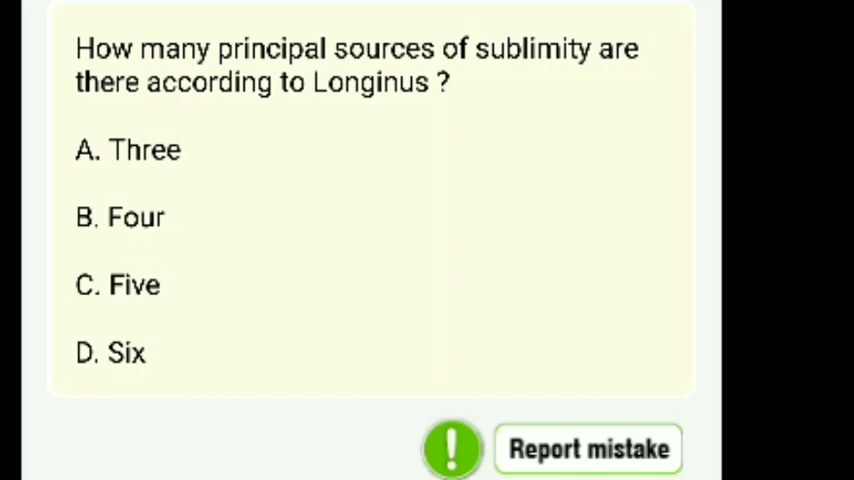 How many principal sources of sublimity are
there according to Longinus ?
A. Three
B. Four
C. Five
D. Six
!
Report mistake